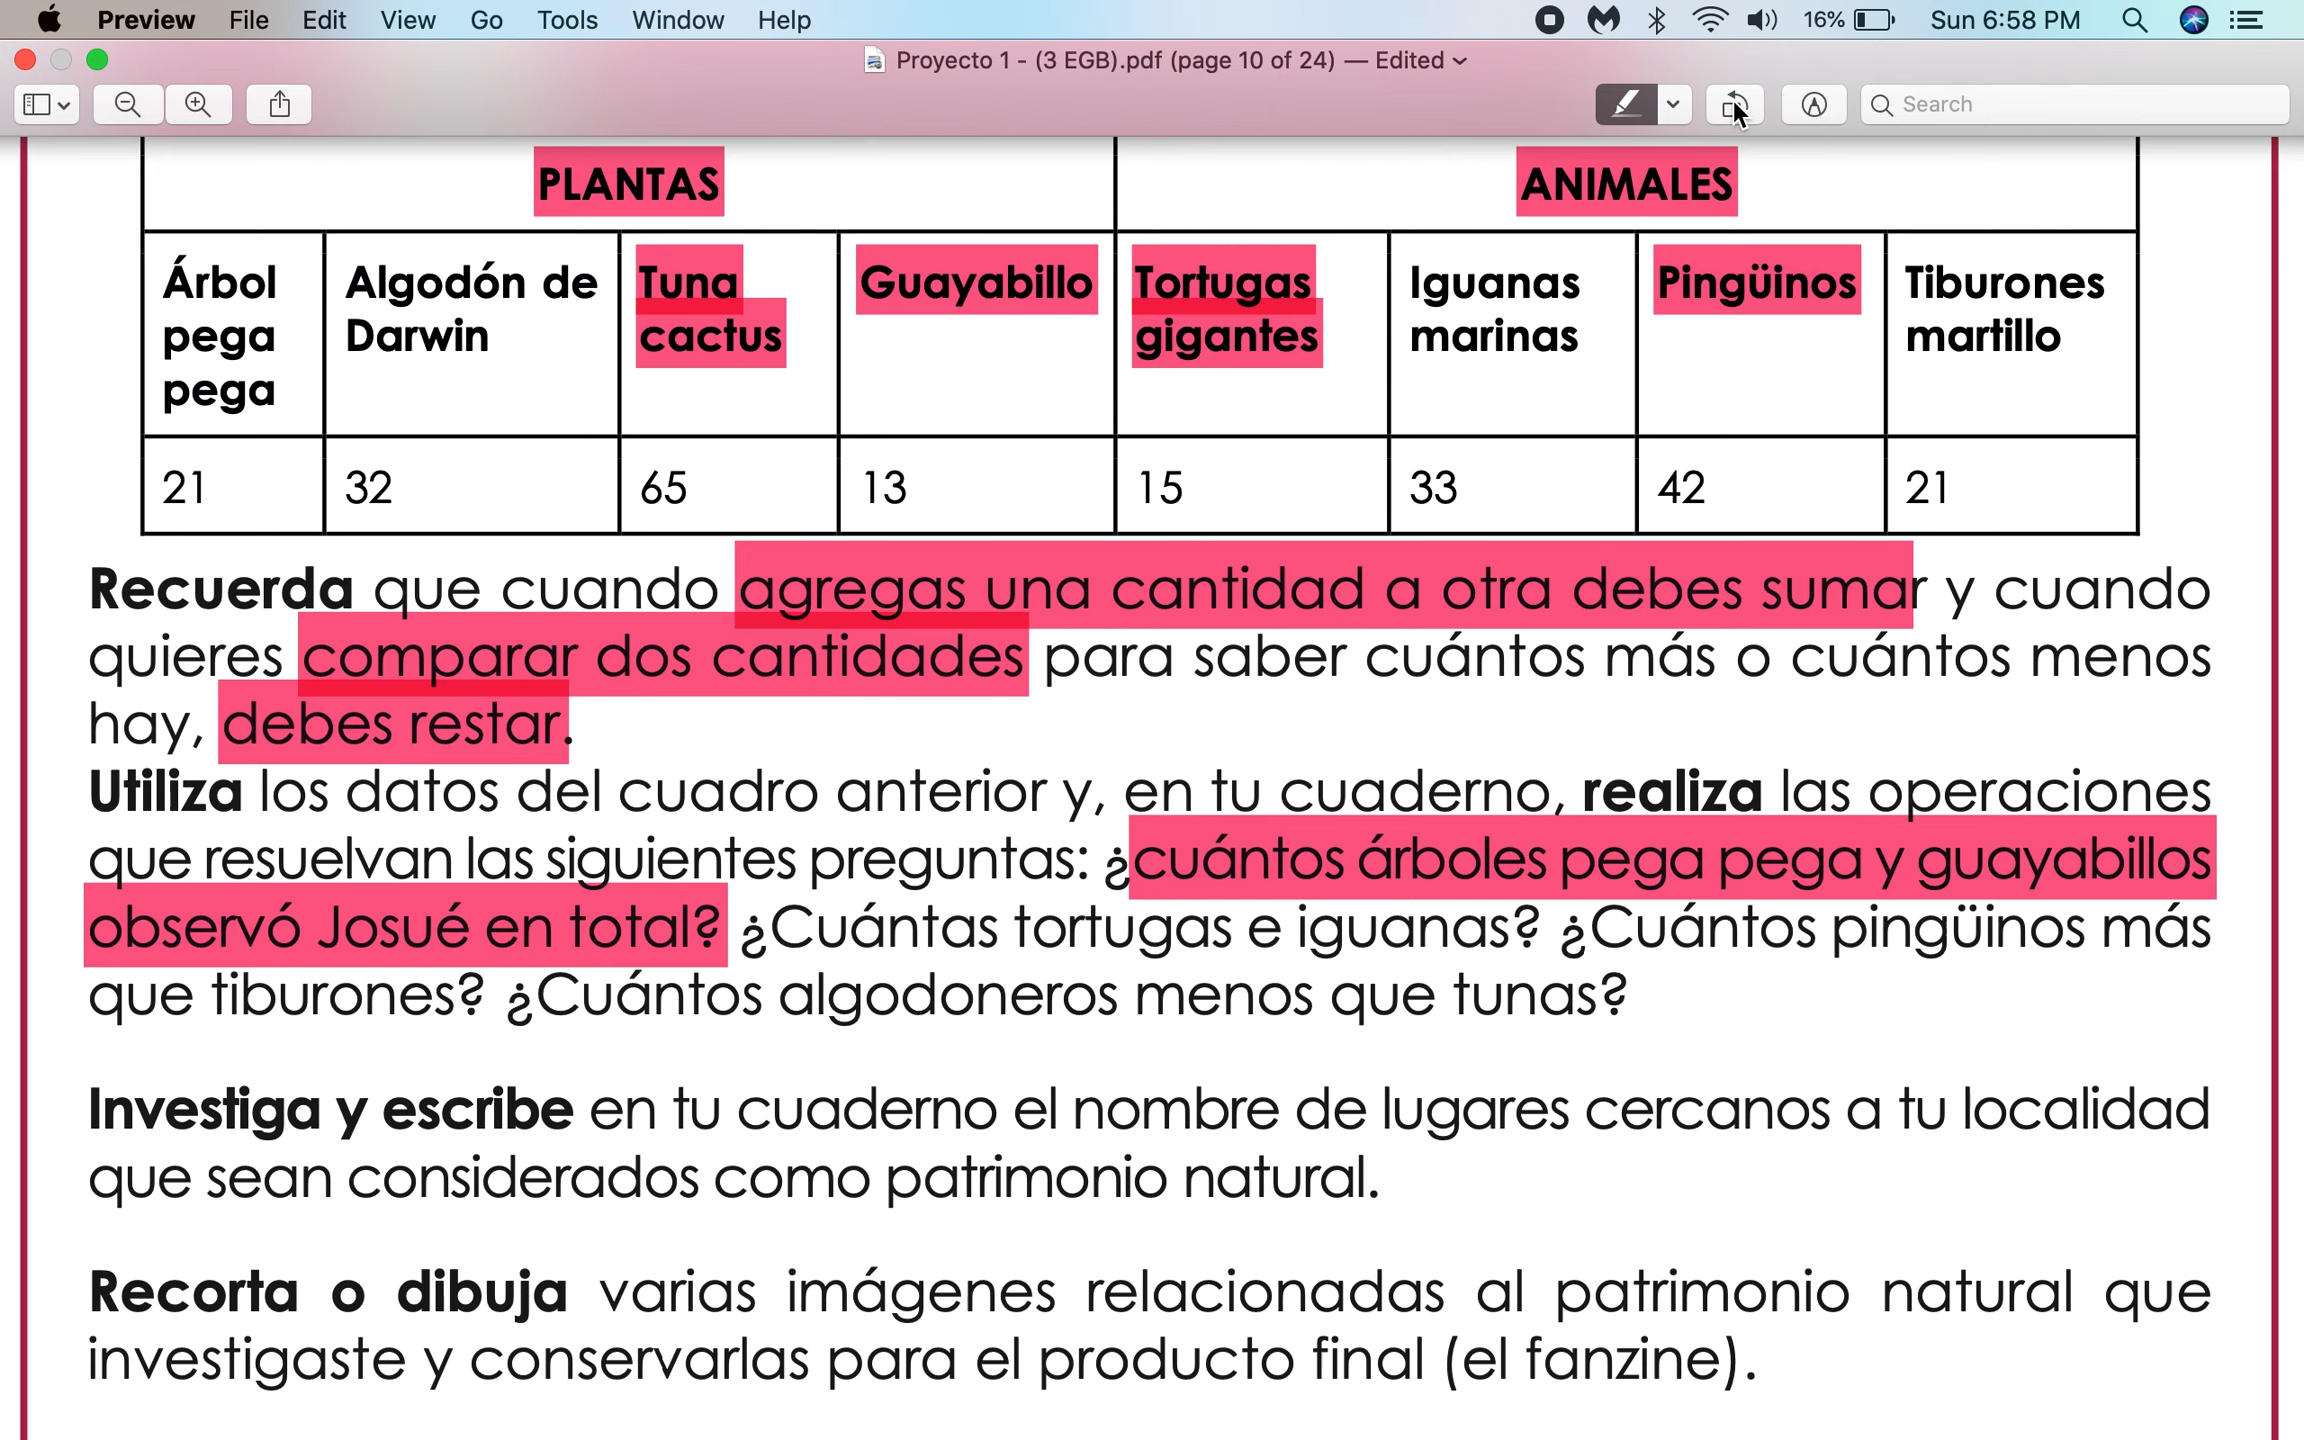 Preview File Edit View Go Tools Window Help 16% Sun 6:58 PM
Proyecto 1 - (3 EGB).pdf (page 10 of 24) — Edited
Search
PLANTAS ANIMALES
Árbol pega pega
Algodón de Darwin
Tuna cactus
Guayabillo
Tortugas gigantes
Iguanas marinas
Pingüinos
Tiburones martillo
21 32 65 13 15 33 42 21
Recuerda que cuando agregas una cantidad a otra debes sumar y cuando
quieres comparar dos cantidades para saber cuántos más o cuántos menos
hay, debes restar.
Utiliza los datos del cuadro anterior y, en tu cuaderno, realiza las operaciones
que resuelvan las siguientes preguntas: ¿cuántos árboles pega pega y guayabillos
observó Josué en total? ¿Cuántas tortugas e iguanas? ¿Cuántos pingüinos más
que tiburones? ¿Cuántos algodoneros menos que tunas?
Investiga y escribe en tu cuaderno el nombre de lugares cercanos a tu localidad
que sean considerados como patrimonio natural.
Recorta o dibuja varias imágenes relacionadas al patrimonio natural que
investigaste y conservarlas para el producto final (el fanzine).